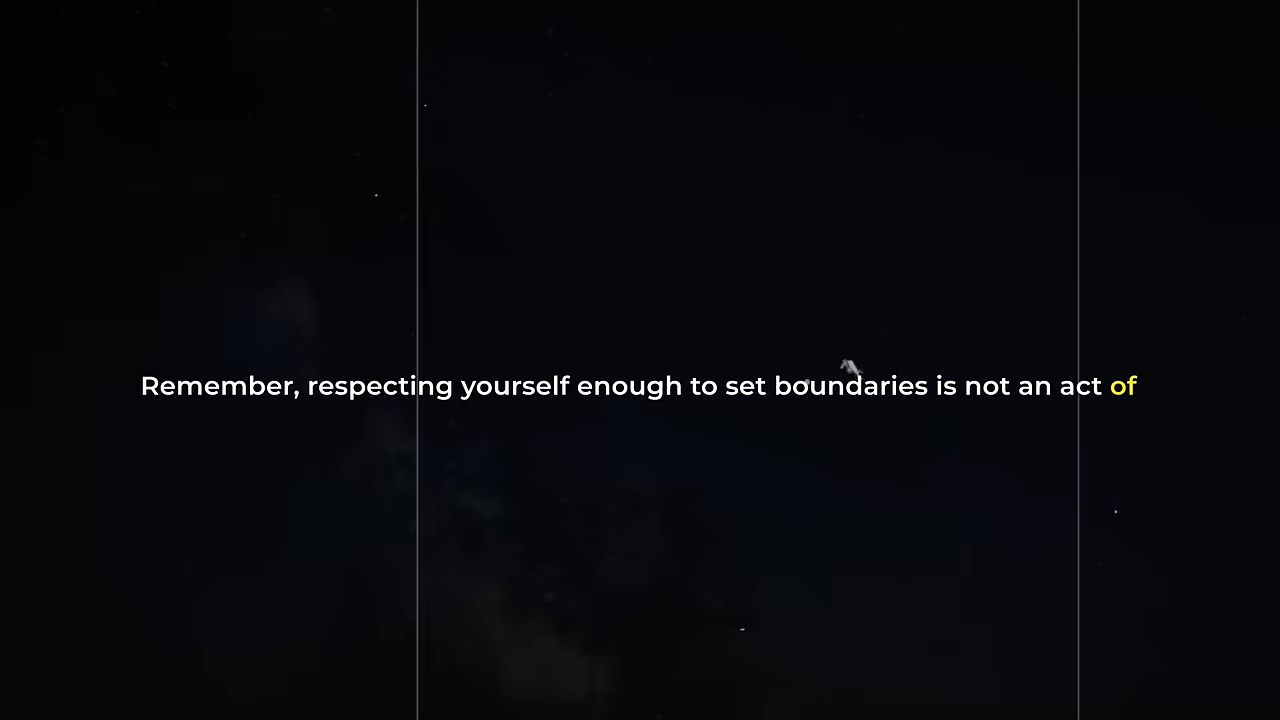 Remember, respecting yourself enough to set boundaries is not an act of